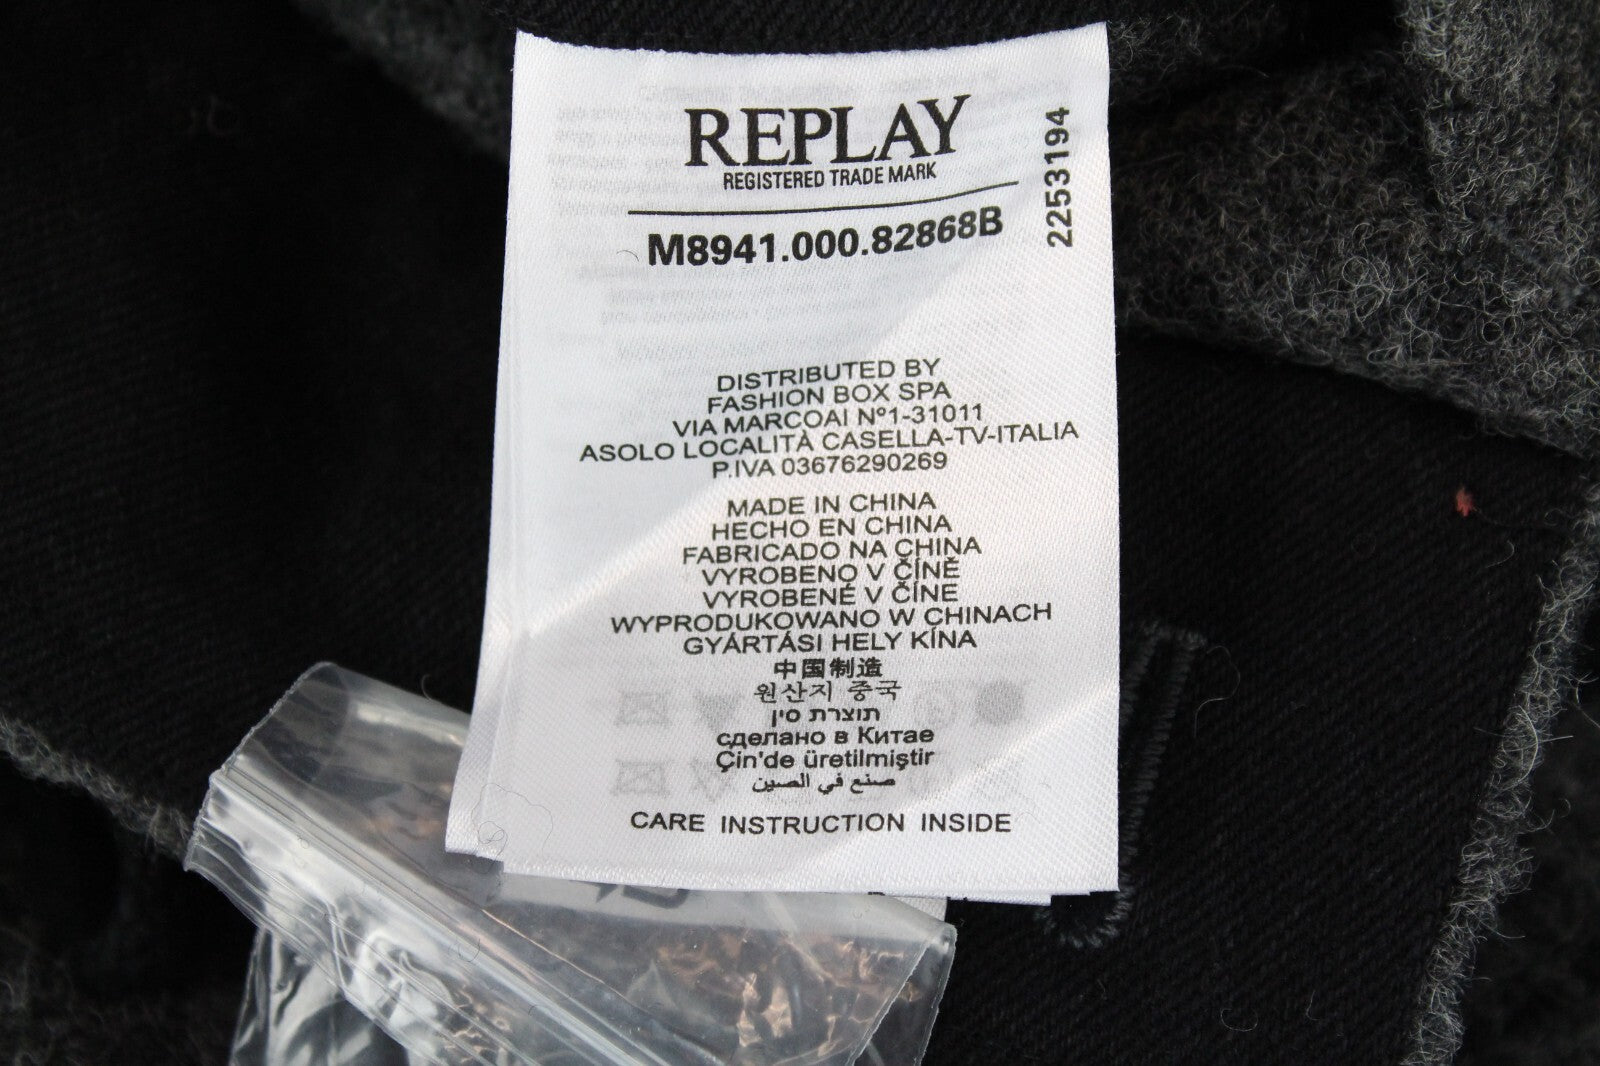 REPLAY
REGISTERED TRADE MARK
M8941.000.82868B
2253194
DISTRIBUTED BY
FASHION BOX SPA
VIA MARCOAI Nº1-31011
ASOLO LOCALITÀ CASELLA-TV-ITALIA
P.IVA 03676290269
MADE IN CHINA
HECHO EN CHINA
FABRICADO NA CHINA
VYROBENO V ČÍNĚ
VYROBENÉ V ČÍNE
WYPRODUKOWANO W CHINACH
GYÁRTÁSI HELY KÍNA
中国制造
원산지 중국
תוצרת סין
сделано в Китае
Çin'de üretilmiştir
صنع في الصين
CARE INSTRUCTION INSIDE